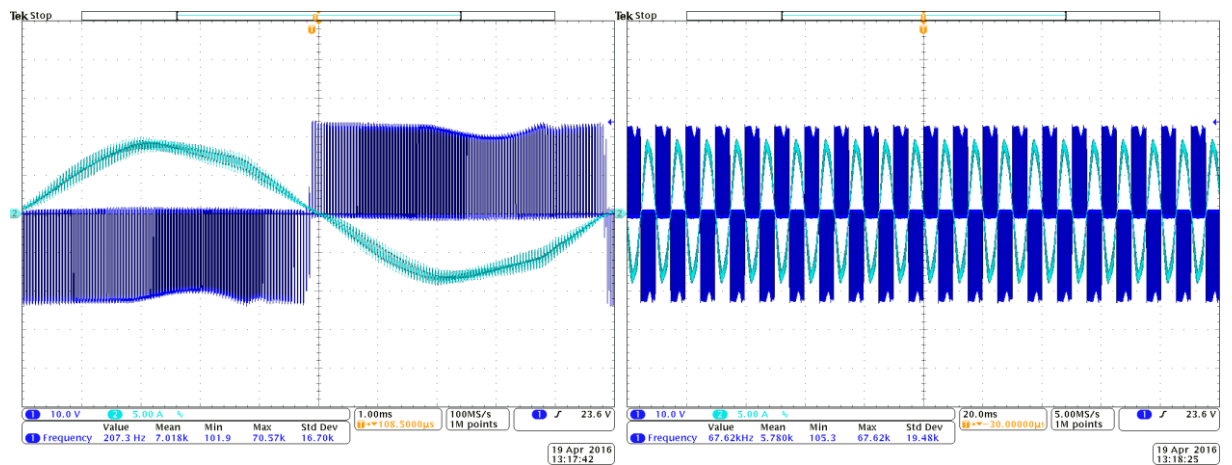 Tek Stop
T
2
1 10.0 V 2 5.00 A
1.00ms
T→▼108.5000µs
100MS/s
1M points
1 ʃ 23.6 V
Value Mean Min Max Std Dev
1 Frequency 207.3 Hz 7.018k 101.9 70.57k 16.70k
19 Apr 2016
13:17:42
Tek Stop
T
2
1 10.0 V 2 5.00 A
20.0ms
T→▼−30.00000µs
5.00MS/s
1M points
1 ʃ 23.6 V
Value Mean Min Max Std Dev
1 Frequency 67.62kHz 5.780k 105.3 67.62k 19.48k
19 Apr 2016
13:18:25